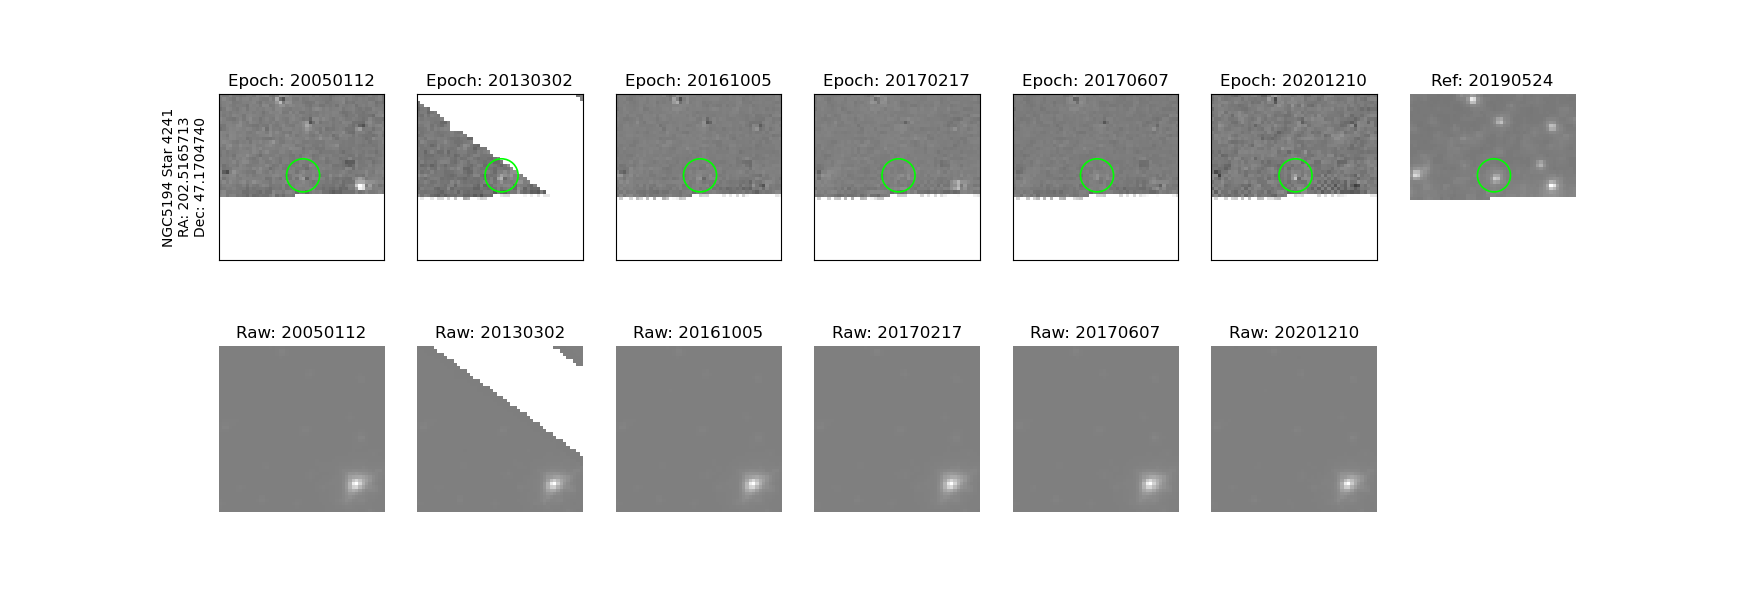 Epoch: 20050112
Epoch: 20130302
Epoch: 20161005
Epoch: 20170217
Epoch: 20170607
Epoch: 20201210
Ref: 20190524
NGC5194 Star 4241
RA: 202.5165713
Dec: 47.1704740
Raw: 20050112
Raw: 20130302
Raw: 20161005
Raw: 20170217
Raw: 20170607
Raw: 20201210